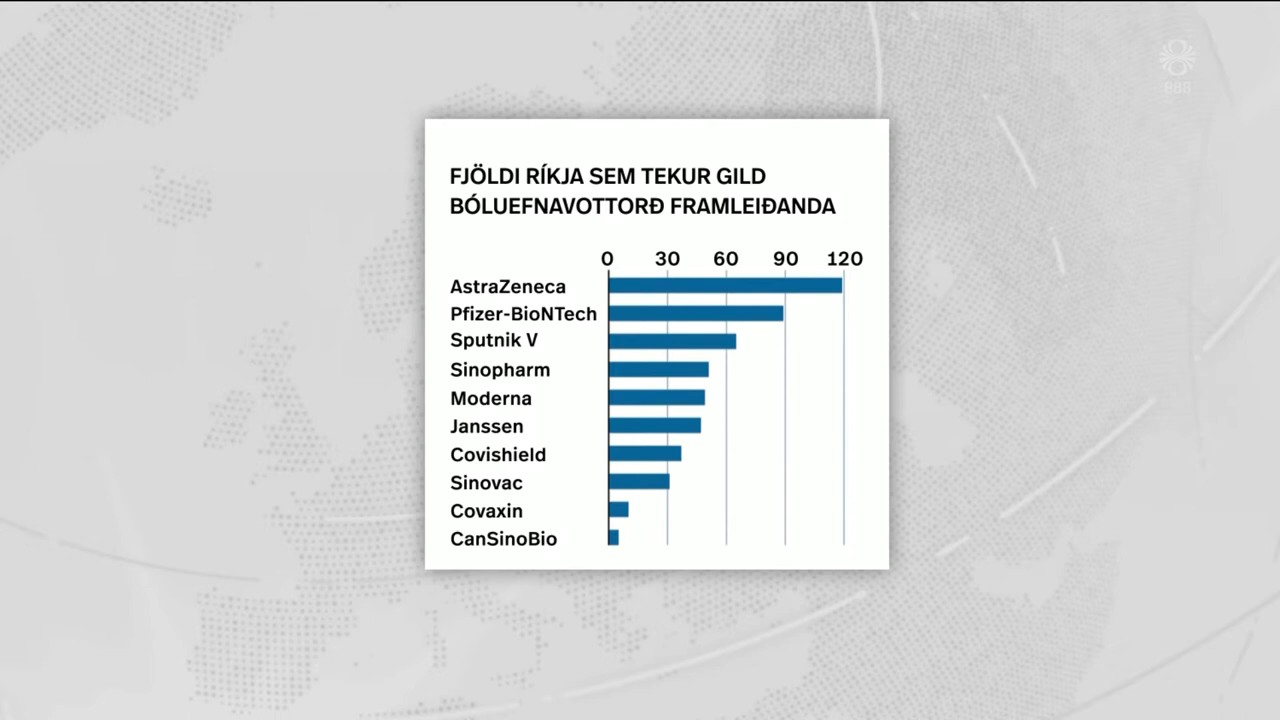 888
FJÖLDI RÍKJA SEM TEKUR GILD
BÓLUEFNAVOTTORÐ FRAMLEIÐANDA
0 30 60 90 120
AstraZeneca
Pfizer-BioNTech
Sputnik V
Sinopharm
Moderna
Janssen
Covishield
Sinovac
Covaxin
CanSinoBio